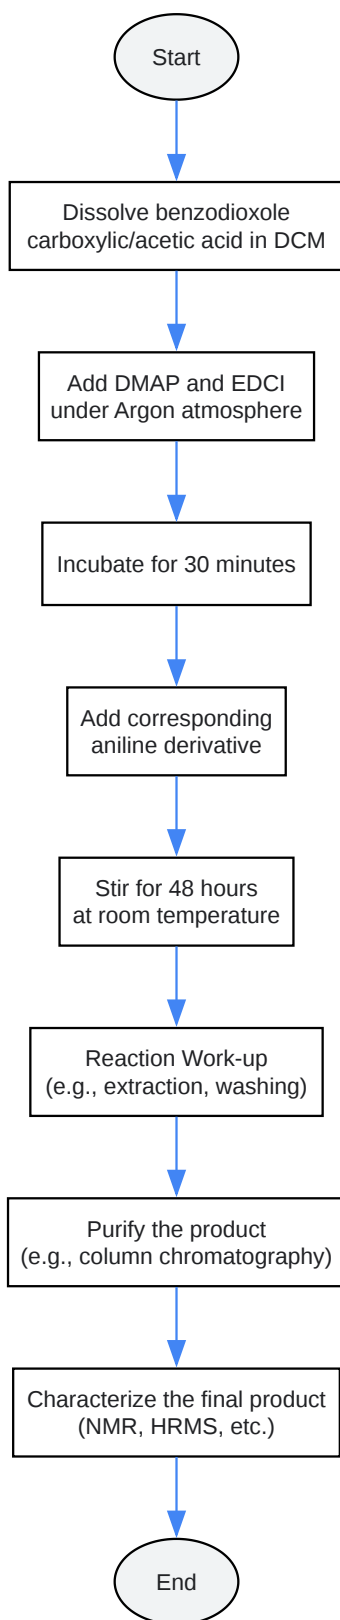 Start
Dissolve benzodioxole
carboxylic/acetic acid in DCM
Add DMAP and EDCI
under Argon atmosphere
Incubate for 30 minutes
Add corresponding
aniline derivative
Stir for 48 hours
at room temperature
Reaction Work-up
(e.g., extraction, washing)
Purify the product
(e.g., column chromatography)
Characterize the final product
(NMR, HRMS, etc.)
End